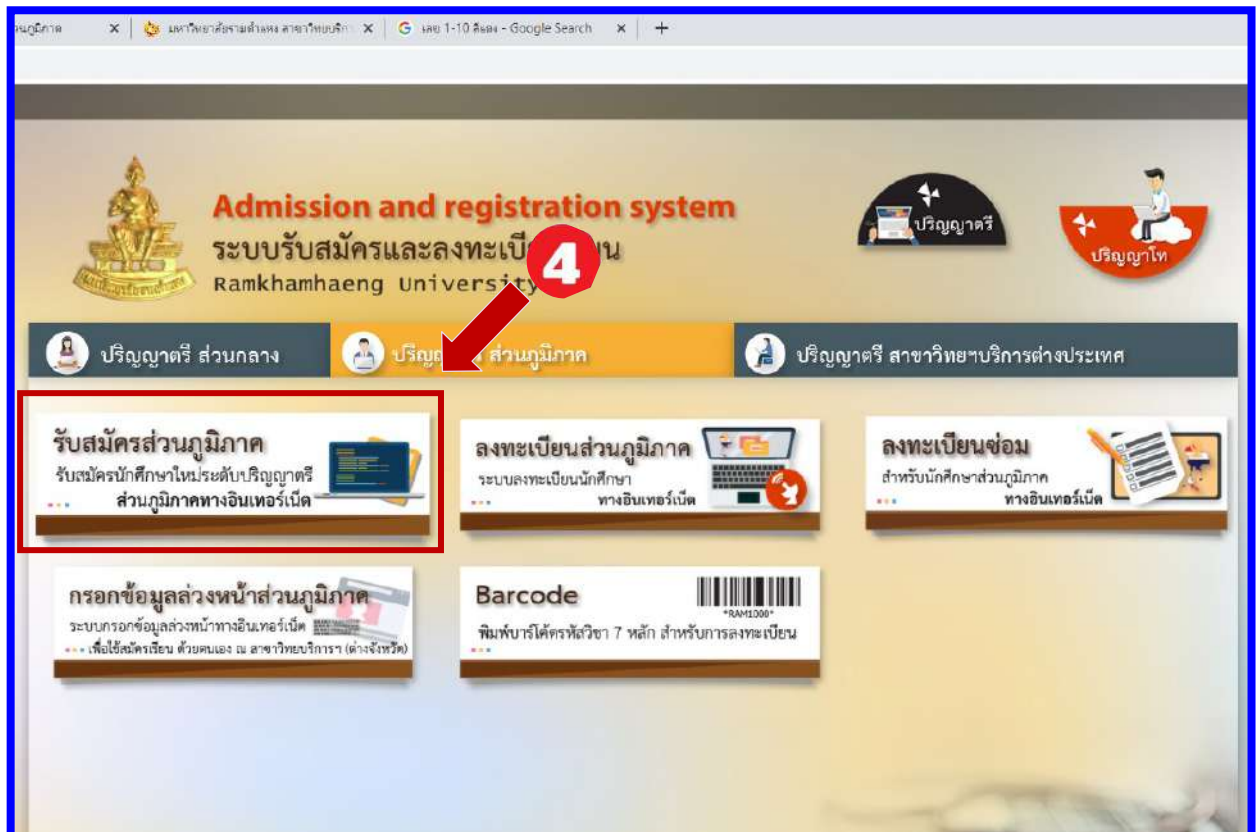 มหาวิทยาลัยรามคำแหง สาขาวิทยบริก
เลข 1-10 สีแดง - Google Search
Admission and registration system
ระบบรับสมัครและลงทะเบี ยน
Ramkhamhaeng University
4
ปริญญาตรี
ปริญญาโท
ปริญญาตรี ส่วนกลาง
ส่วนภูมิภาค
ปริญญาตรี สาขาวิทยฯบริการต่างประเทศ
รับสมัครส่วนภูมิภาค
รับสมัครนักศึกษาใหม่ระดับปริญญาตรี
ส่วนภูมิภาคทางอินเทอร์เน็ต
ลงทะเบียนส่วนภูมิภาค
ระบบลงทะเบียนนักศึกษา
ทางอินเทอร์เน็ต
ลงทะเบียนซ่อม
สำหรับนักศึกษาส่วนภูมิภาค
ทางอินเทอร์เน็ต
กรอกข้อมูลล่วงหน้าส่วนภูมิภาค
ระบบกรอกข้อมูลล่วงหน้าทางอินเทอร์เน็ต
เพื่อใช้สมัครเรียน ด้วยตนเอง ณ สาขาวิทยบริการฯ (ต่างจังหวัด)
Barcode
*RAM1000*
พิมพ์บาร์โค้ดรหัสวิชา 7 หลัก สำหรับการลงทะเบียน